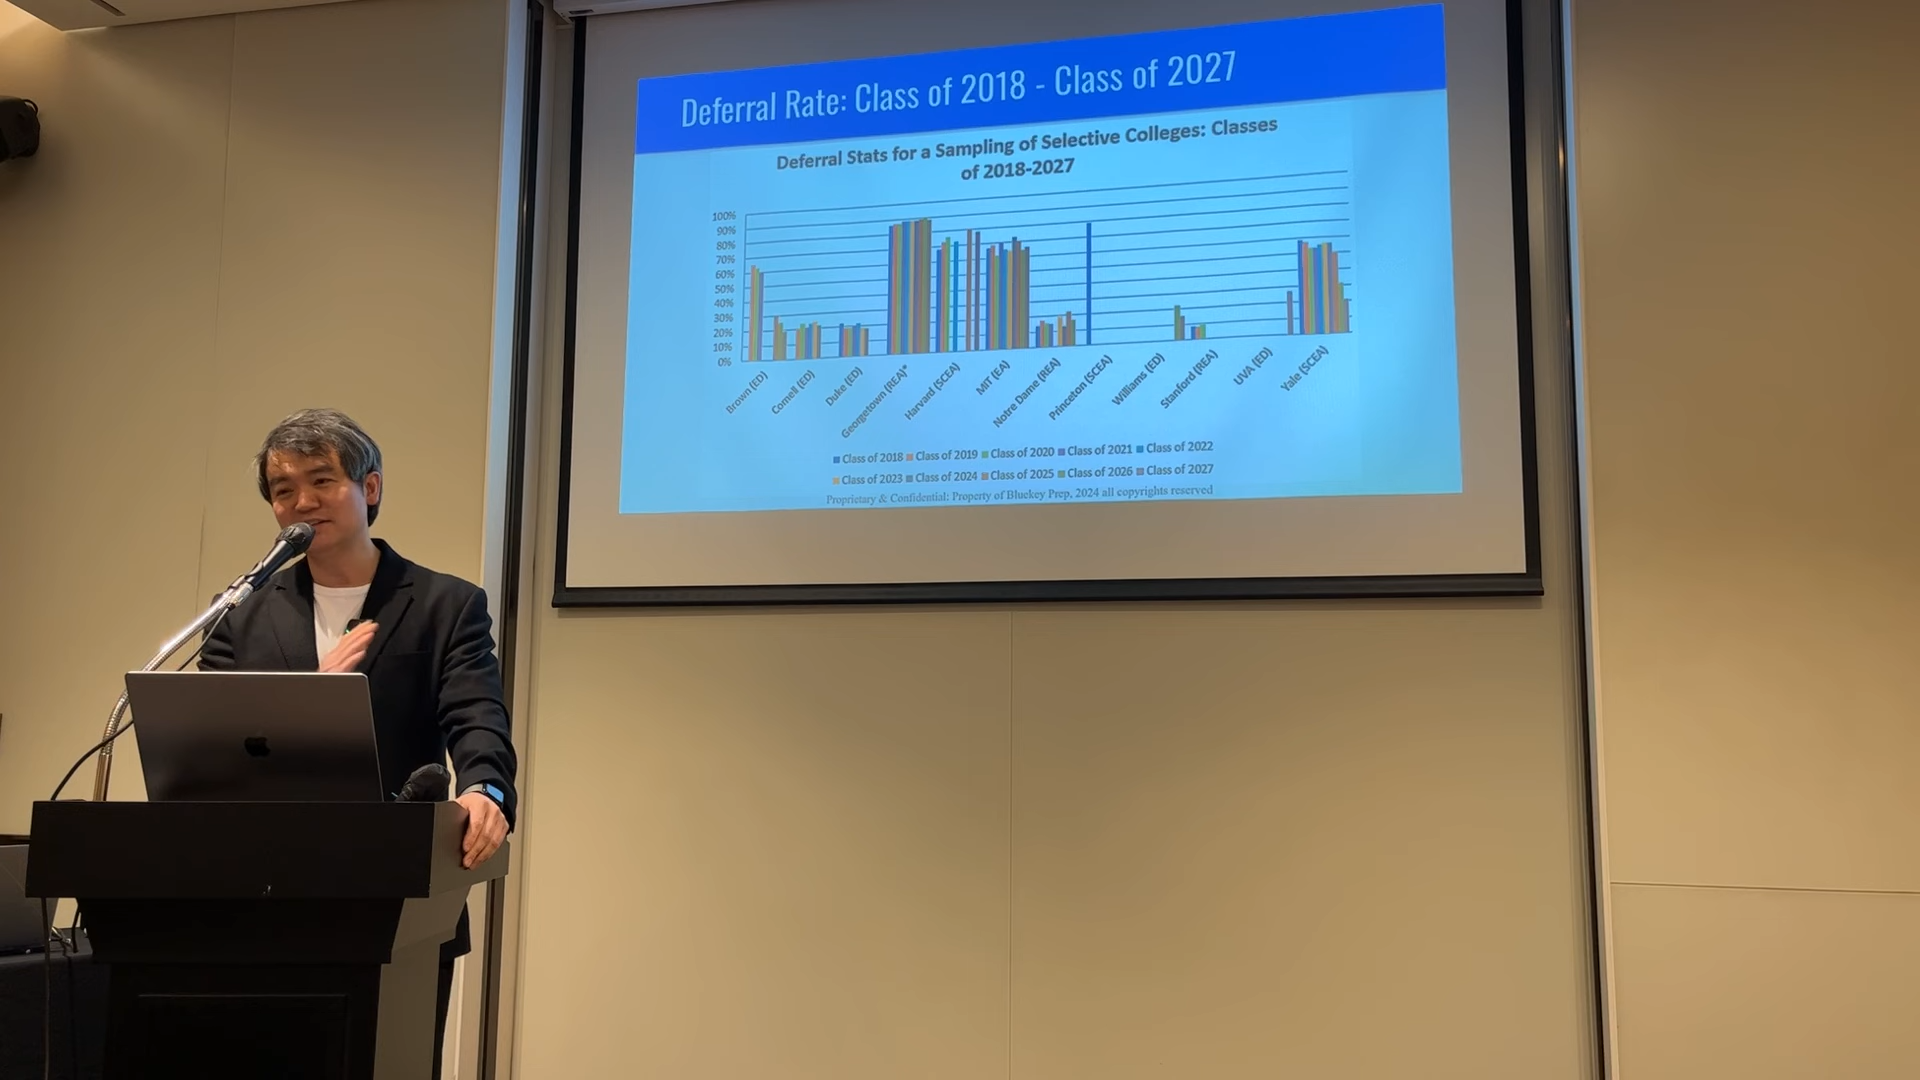 Deferral Rate: Class of 2018 - Class of 2027
Deferral Stats for a Sampling of Selective Colleges: Classes
of 2018-2027
100%
90%
80%
70%
60%
50%
40%
30%
20%
10%
0%
Brown (ED)
Cornell (ED)
Duke (ED)
Georgetown (REA)*
Harvard (SCEA)
MIT (EA)
Notre Dame (REA)
Princeton (SCEA)
Williams (ED)
Stanford (REA)
UVA (ED)
Yale (SCEA)
Class of 2018 Class of 2019 Class of 2020 Class of 2021 Class of 2022
Class of 2023 Class of 2024 Class of 2025 Class of 2026 Class of 2027
Proprietary & Confidential: Property of Bluekey Prep, 2024 all copyrights reserved